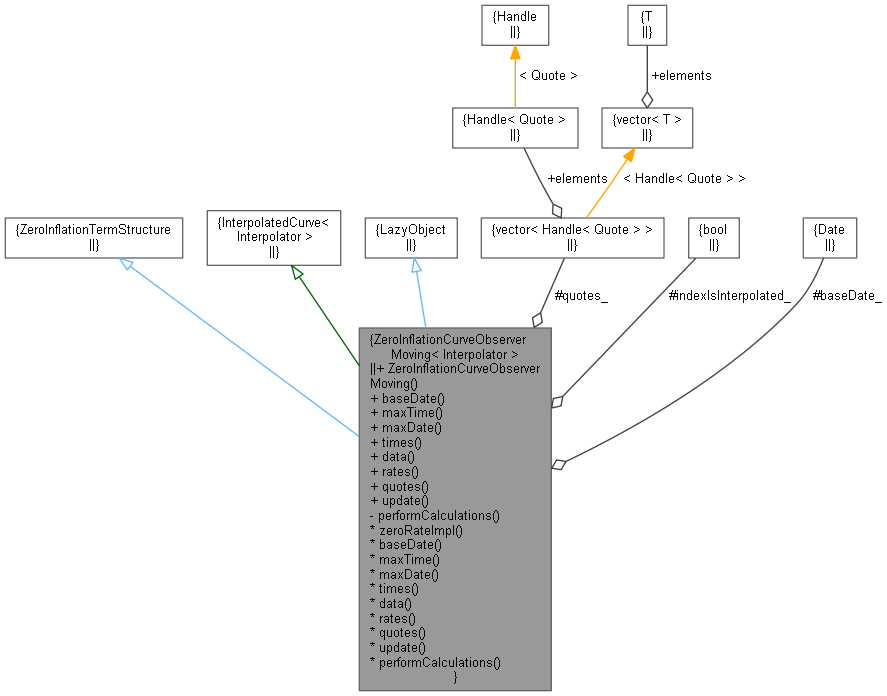 {Handle
||}
{T
||}
< Quote >
+elements
{Handle< Quote >
||}
{vector< T >
||}
+elements
< Handle< Quote > >
{ZeroInflationTermStructure
||}
{InterpolatedCurve<
Interpolator >
||}
{LazyObject
||}
{vector< Handle< Quote > >
||}
{bool
||}
{Date
||}
#quotes_
#indexIsInterpolated_
#baseDate_
{ZeroInflationCurveObserver
Moving< Interpolator >
||+ ZeroInflationCurveObserver
Moving()
+ baseDate()
+ maxTime()
+ maxDate()
+ times()
+ data()
+ rates()
+ quotes()
+ update()
- performCalculations()
* zeroRateImpl()
* baseDate()
* maxTime()
* maxDate()
* times()
* data()
* rates()
* quotes()
* update()
* performCalculations()
}